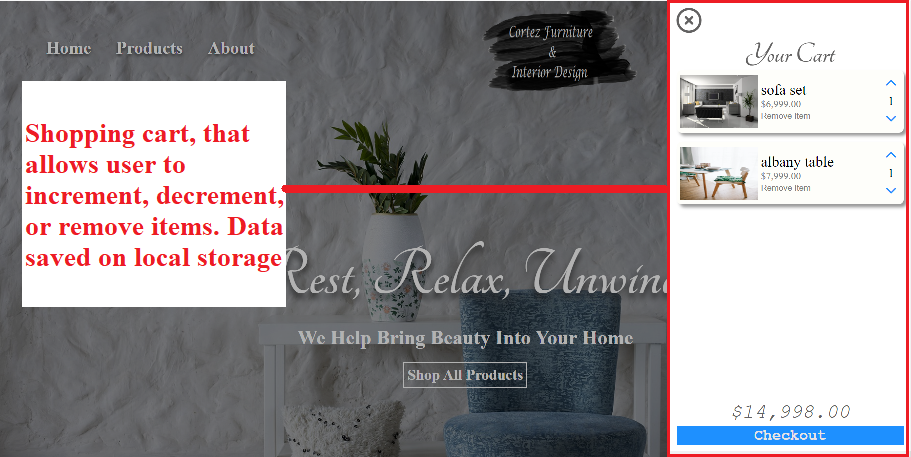 Home Products About
Cortez Furniture
&
Interior Design
Shopping cart, that
allows user to
increment, decrement,
or remove items. Data
saved on local storage
Rest, Relax, Unwind
We Help Bring Beauty Into Your Home
Shop All Products
Your Cart
sofa set
$6,999.00
Remove Item
1
albany table
$7,999.00
Remove Item
1
$14,998.00
Checkout